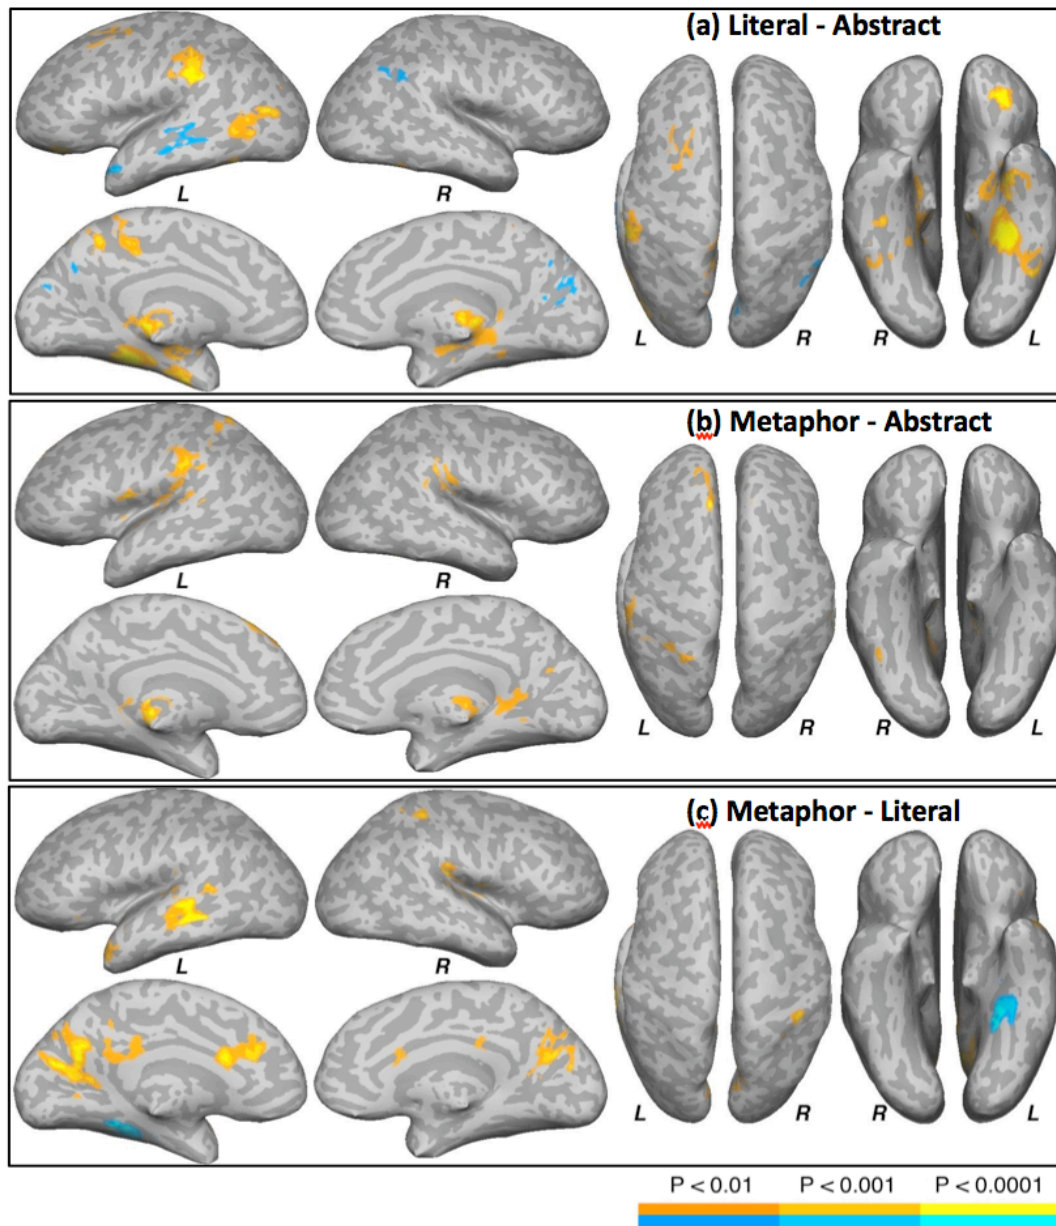 (a) Literal - Abstract
L R
L R R L
(b) Metaphor - Abstract
L R
L R R L
(c) Metaphor - Literal
L R
L R R L
P < 0.01 P < 0.001 P < 0.0001